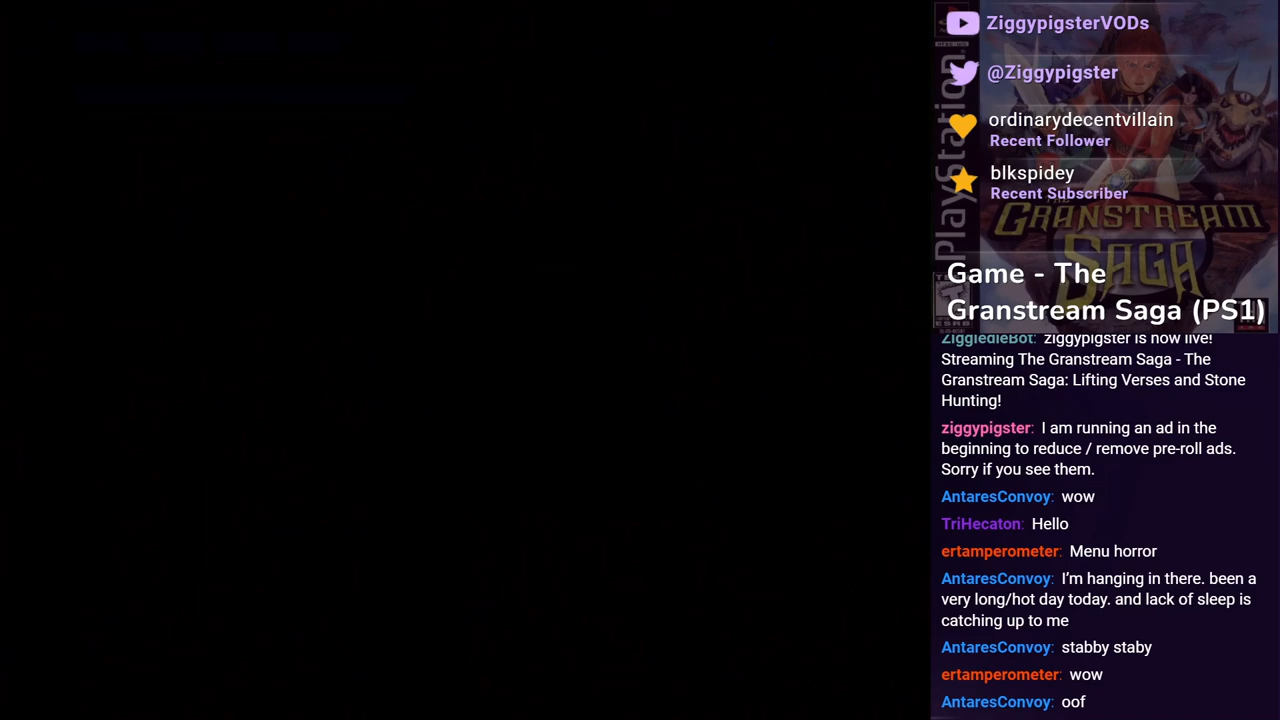 ZiggypigsterVODs
@Ziggypigster
ordinarydecentvillain
Recent Follower
blkspidey
Recent Subscriber
PlayStation
THE
GRANSTREAM
SAGA
Game - The
Granstream Saga (PS1)
ZiggiedieBot: ziggypigster is now live!
Streaming The Granstream Saga - The
Granstream Saga: Lifting Verses and Stone
Hunting!
ziggypigster: I am running an ad in the
beginning to reduce / remove pre-roll ads.
Sorry if you see them.
AntaresConvoy: wow
TriHecaton: Hello
ertamperometer: Menu horror
AntaresConvoy: I’m hanging in there. been a
very long/hot day today. and lack of sleep is
catching up to me
AntaresConvoy: stabby staby
ertamperometer: wow
AntaresConvoy: oof